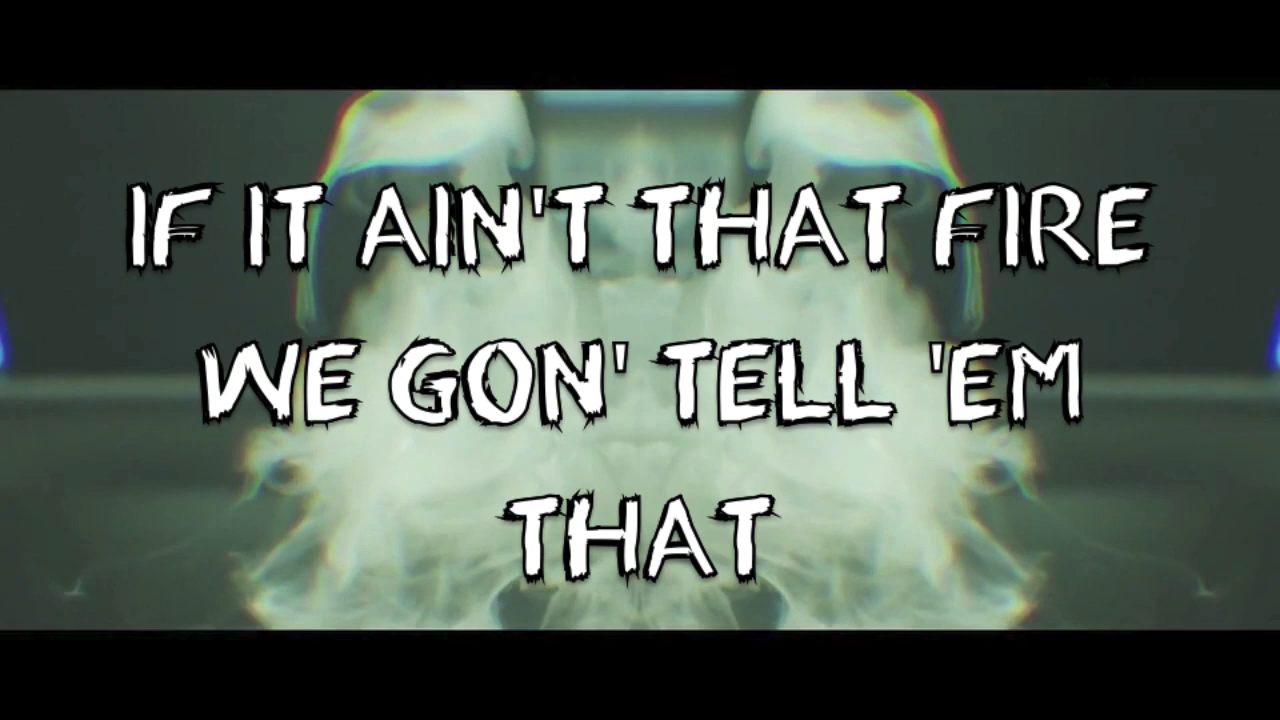 IF IT AIN'T THAT FIRE
WE GON' TELL 'EM
THAT